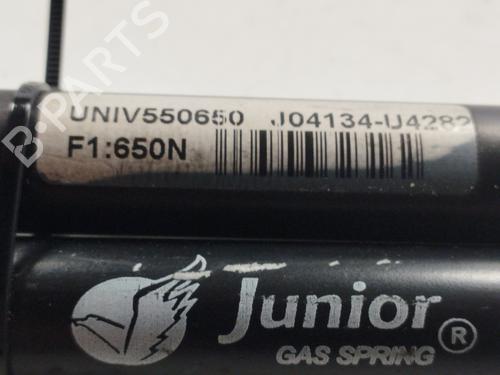 B-PARTS
UNIV550650 J04134-U4282
F1:650N
Junior ®
GAS SPRING